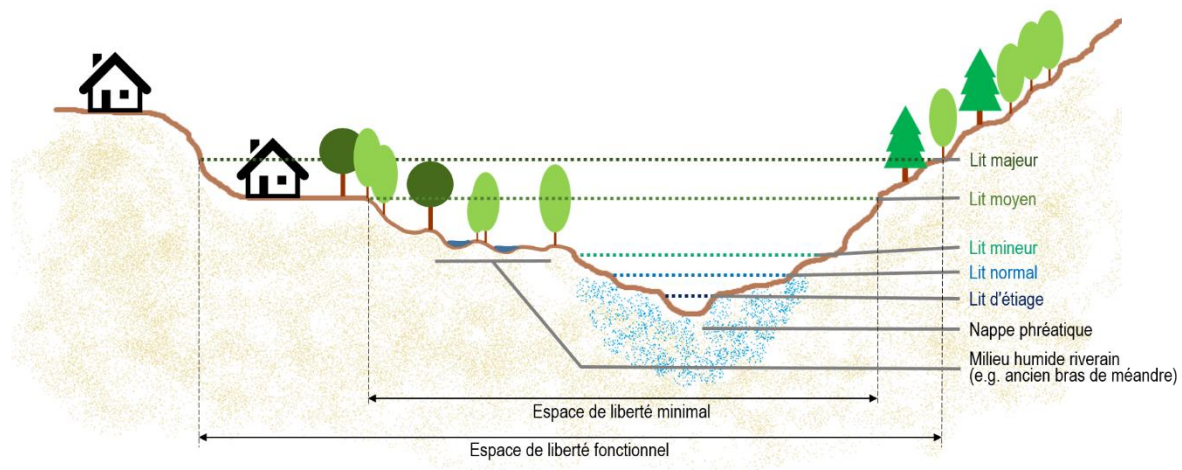 Lit majeur
Lit moyen
Lit mineur
Lit normal
Lit d'étiage
Nappe phréatique
Milieu humide riverain
(e.g. ancien bras de méandre)
Espace de liberté minimal
Espace de liberté fonctionnel